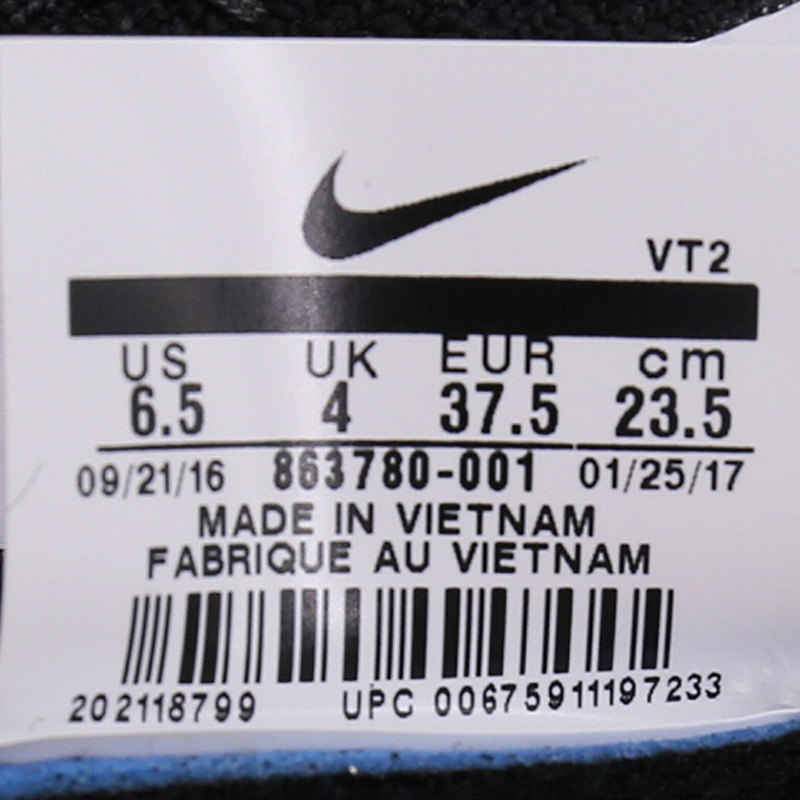 VT2
US UK EUR cm
6.5 4 37.5 23.5
09/21/16 863780-001 01/25/17
MADE IN VIETNAM
FABRIQUE AU VIETNAM
202118799 UPC 00675911197233